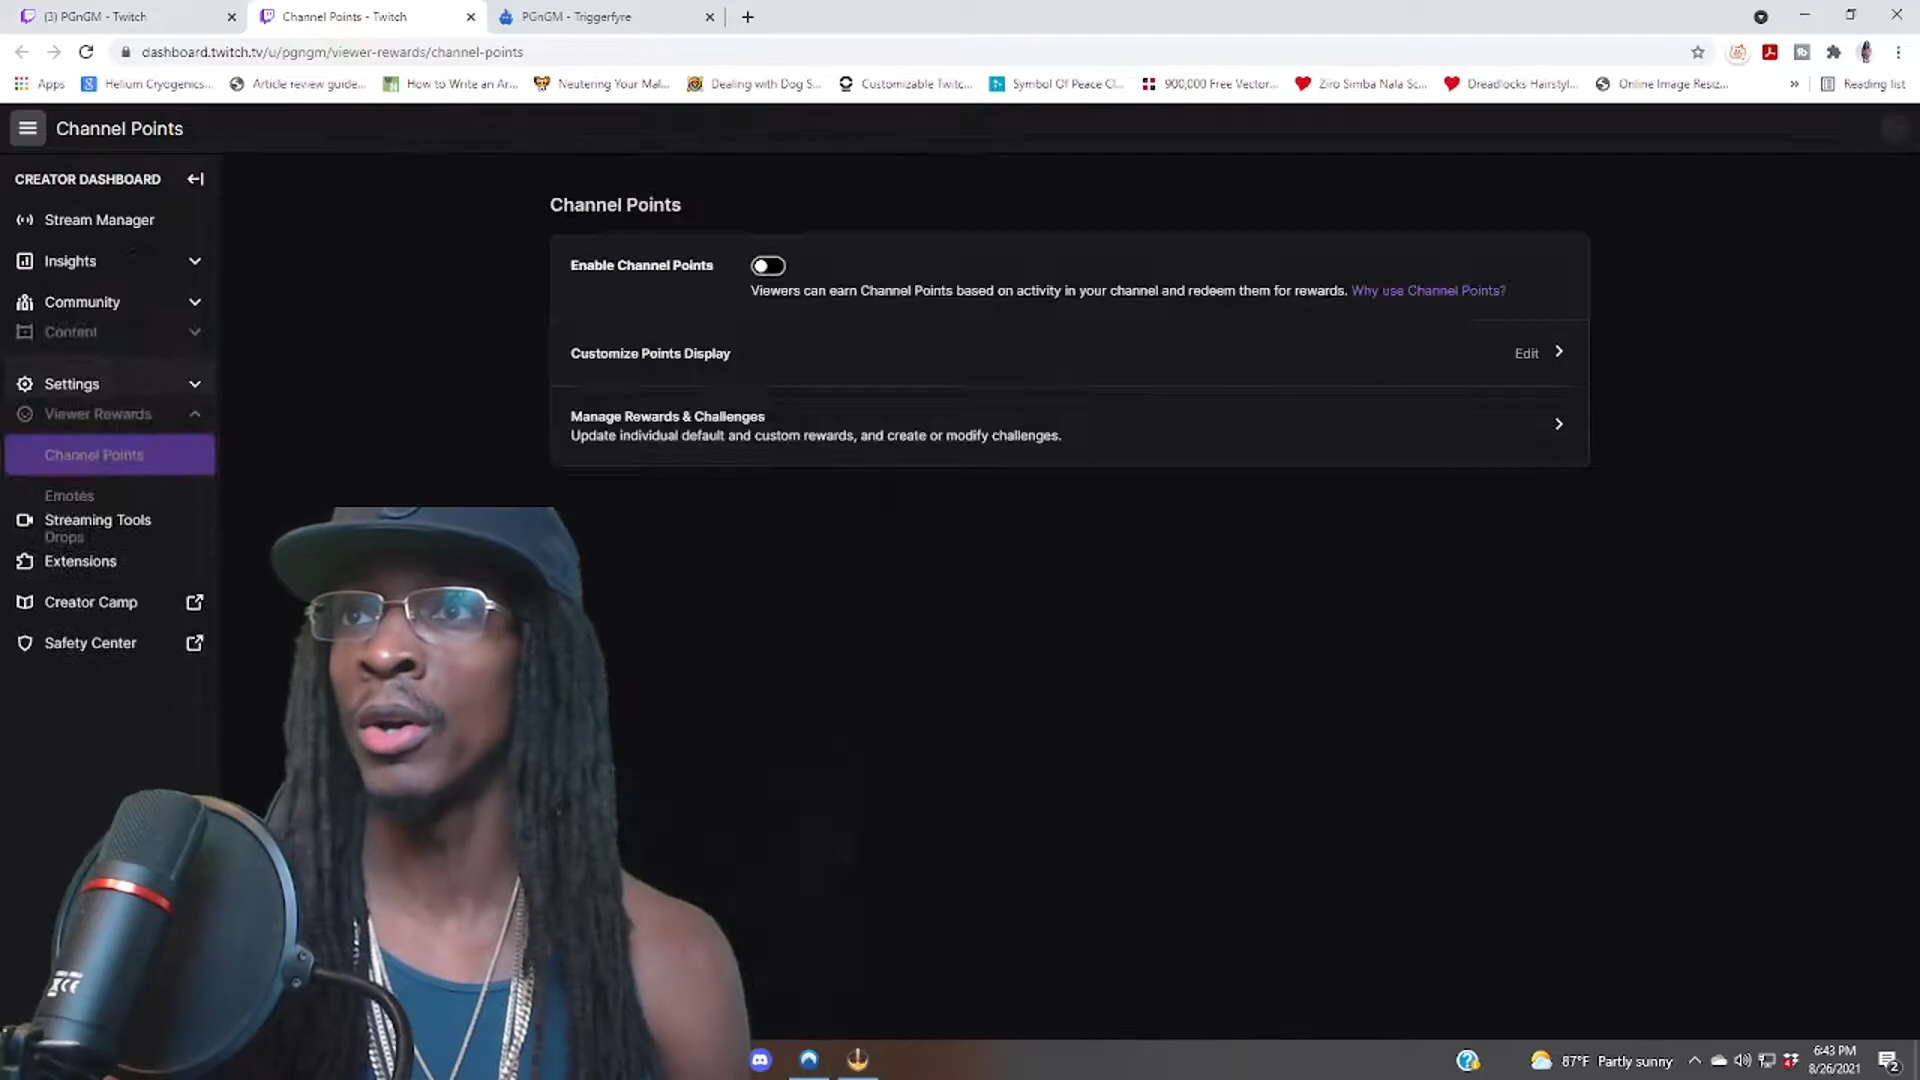 (3) PGnGM - Twitch
Channel Points - Twitch
PGnGM - Triggerfyre
dashboard.twitch.tv/u/pgngm/viewer-rewards/channel-points
Apps
Helium Cryogenics...
Article review guide...
How to Write an Ar...
Neutering Your Mal...
Dealing with Dog S...
Customizable Twitc...
Symbol Of Peace Cl...
900,000 Free Vector...
Ziro Simba Nala Sc...
Dreadlocks Hairstyl...
Online Image Resiz...
»
Reading list
Channel Points
CREATOR DASHBOARD
Stream Manager
Insights
Community
Content
Settings
Viewer Rewards
Channel Points
Emotes
Streaming Tools
Drops
Extensions
Creator Camp
Safety Center
Channel Points
Enable Channel Points
Viewers can earn Channel Points based on activity in your channel and redeem them for rewards. Why use Channel Points?
Customize Points Display
Edit
Manage Rewards & Challenges
Update individual default and custom rewards, and create or modify challenges.
87°F Partly sunny
6:43 PM
8/26/2021
2